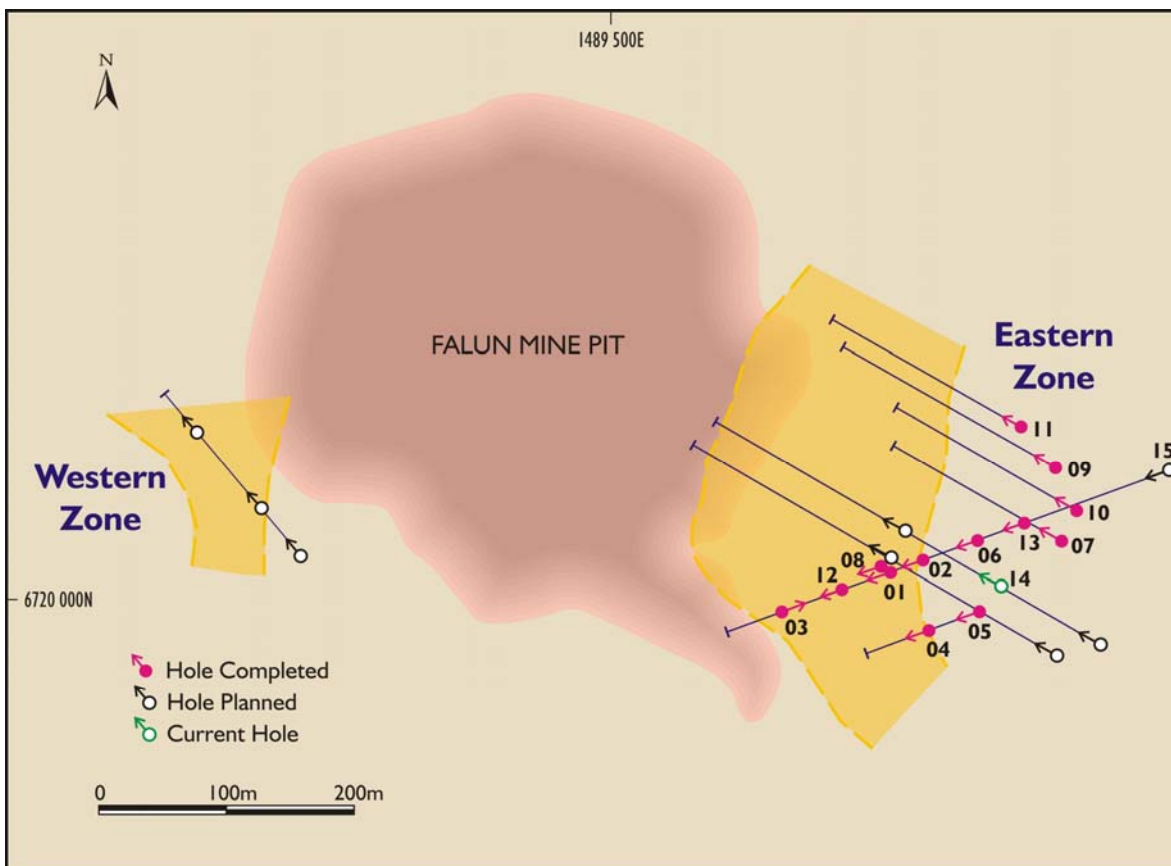 1489 500E
N
FALUN MINE PIT
Eastern
Zone
11
15
09
Western
Zone
10
13
07
06
02
08
14
01
12
6720 000N
03
05
04
Hole Completed
Hole Planned
Current Hole
0 100m 200m